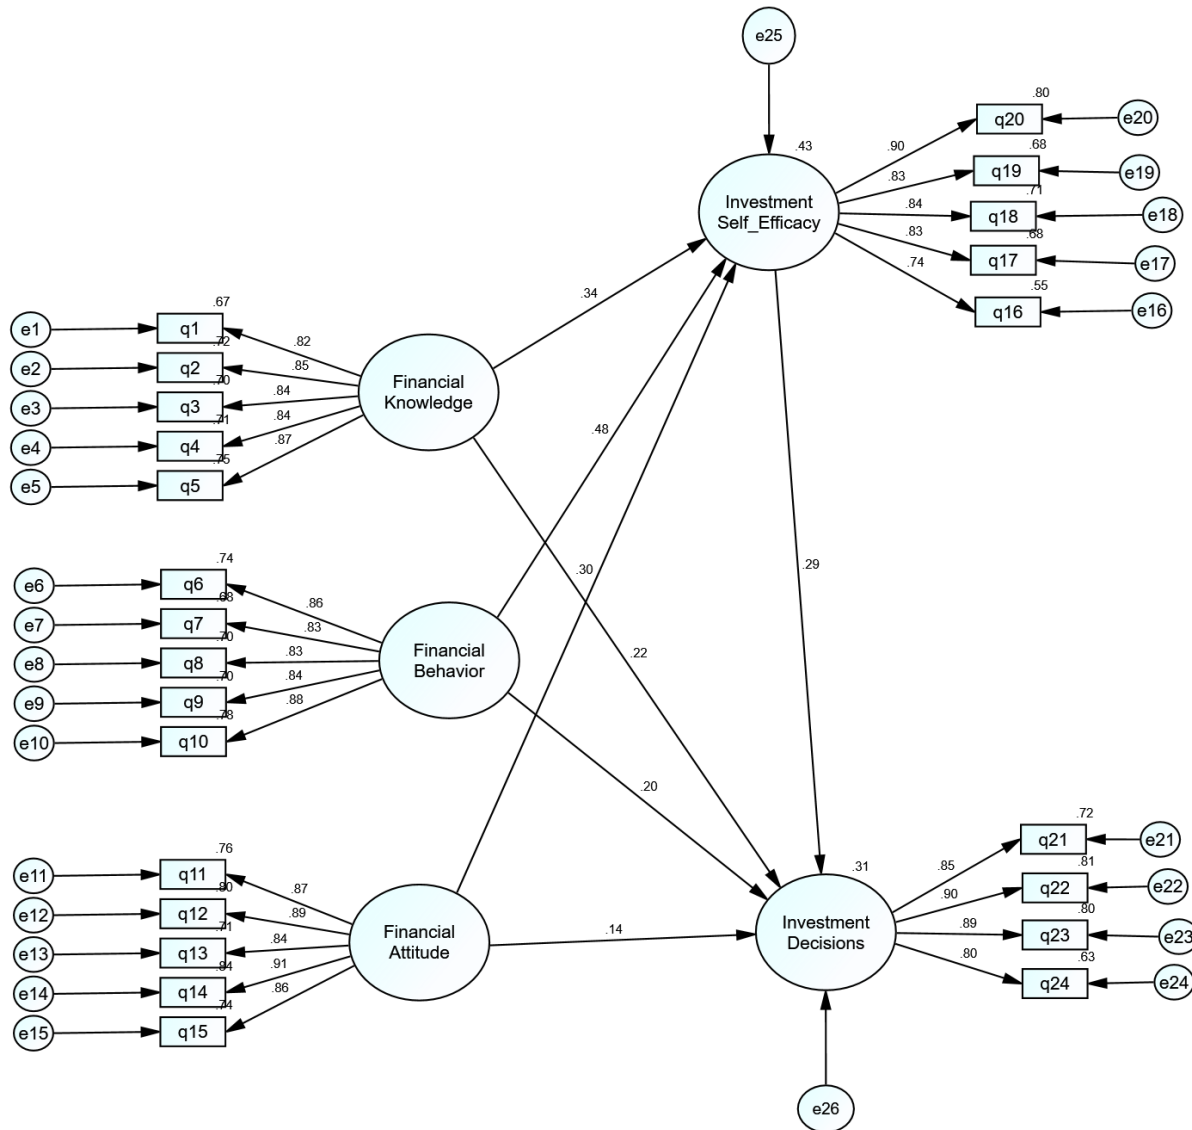 e25
.80
q20
e20
.90
.43
.68
q19
e19
.83
Investment
Self_Efficacy
.71
.84
q18
e18
.83
.68
q17
e17
.74
.55
q16
e16
.34
.67
e1
q1
.82
.72
e2
q2
.85
.70
e3
q3
.84
.71
e4
q4
.84
.75
e5
q5
.87
Financial
Knowledge
.48
.30
.29
.74
e6
q6
.86
.68
e7
q7
.83
.70
e8
q8
.83
.70
e9
q9
.84
.78
e10
q10
.88
Financial
Behavior
.22
.20
.76
e11
q11
.87
.80
e12
q12
.89
.71
e13
q13
.84
.84
e14
q14
.91
.74
e15
q15
.86
Financial
Attitude
.14
.31
Investment
Decisions
.72
.85
q21
e21
.81
.90
q22
e22
.80
.89
q23
e23
.63
.80
q24
e24
e26